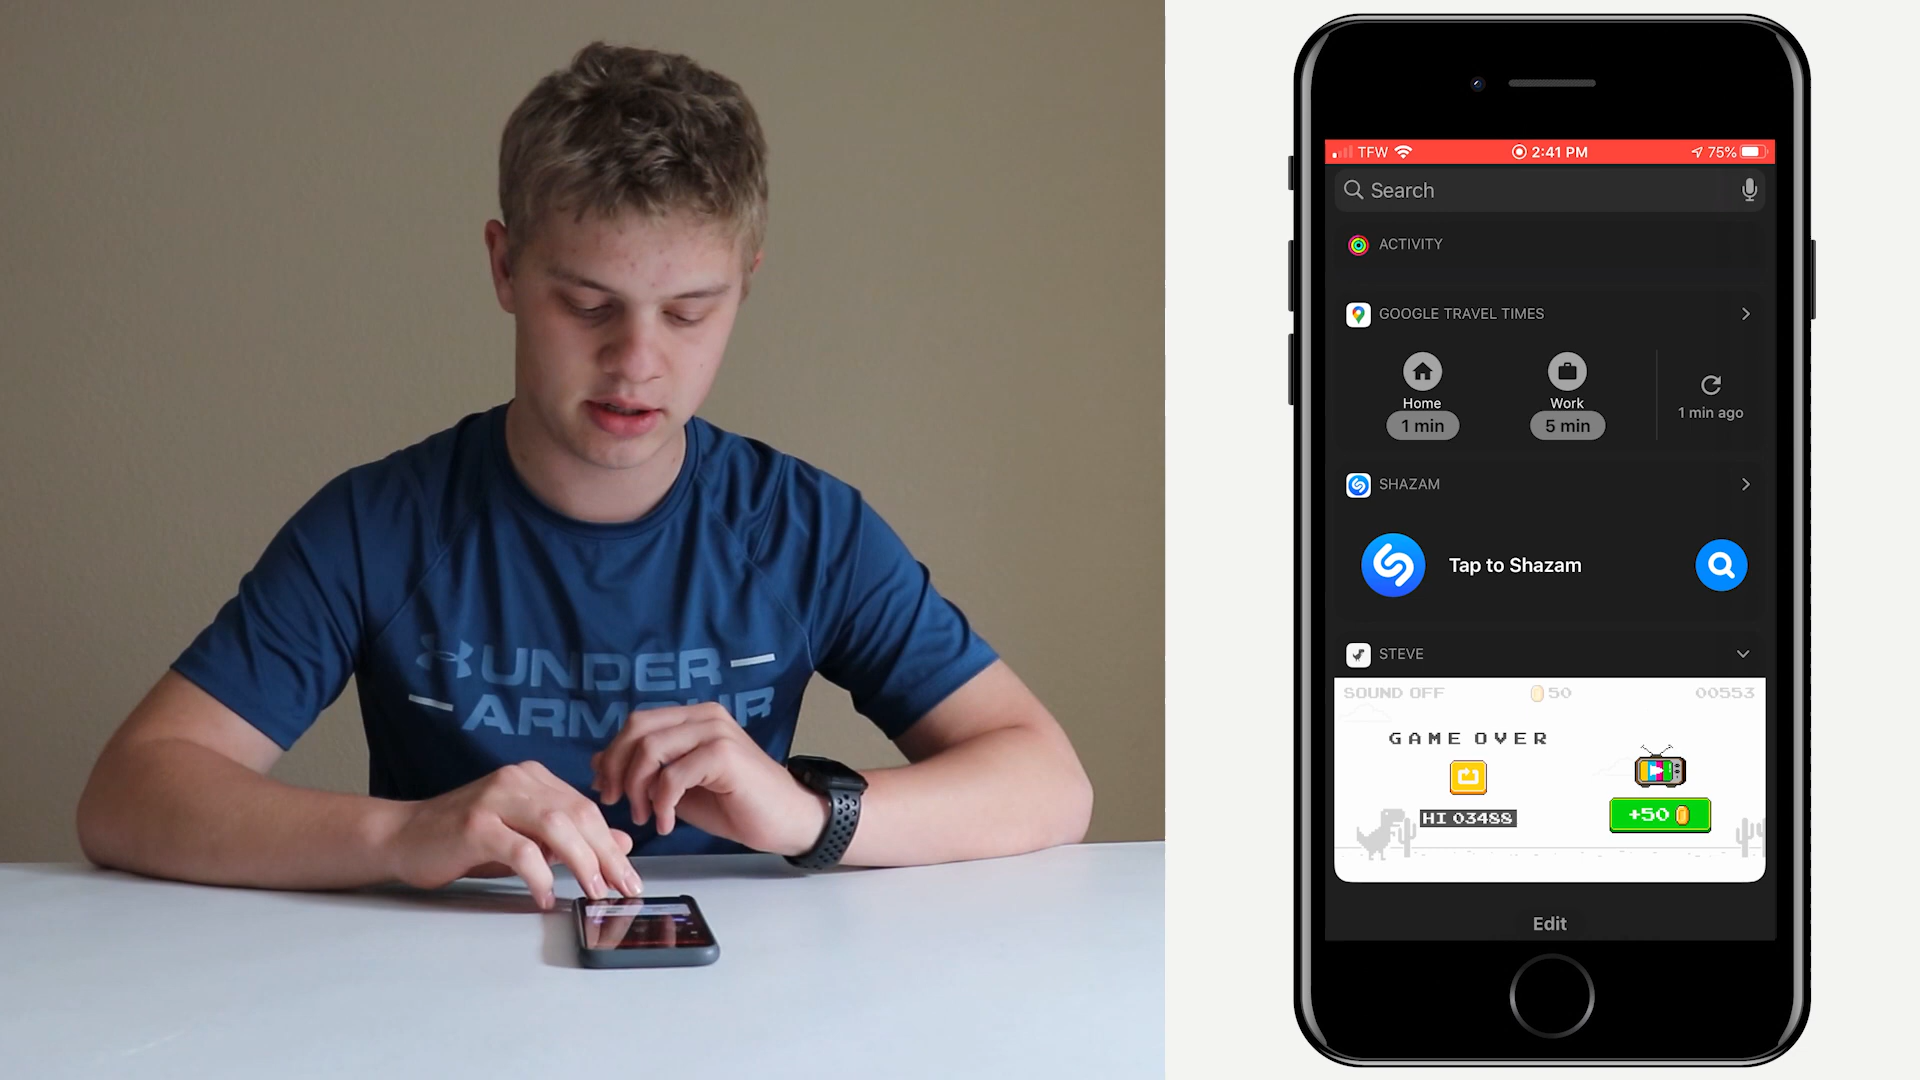 UNDER
ARMOUR
TFW 2:41 PM 75%
Search
ACTIVITY
GOOGLE TRAVEL TIMES
Home Work
1 min 5 min
1 min ago
SHAZAM
Tap to Shazam
STEVE
SOUND OFF 50 00553
GAME OVER
HI 03488
+50
Edit